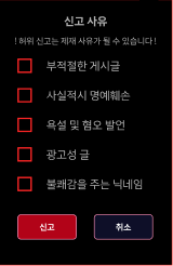 신고 사유
! 허위 신고는 제재 사유가 될 수 있습니다 !
부적절한 게시글
사실적시 명예훼손
욕설 및 혐오 발언
광고성 글
불쾌감을 주는 닉네임
신고 취소